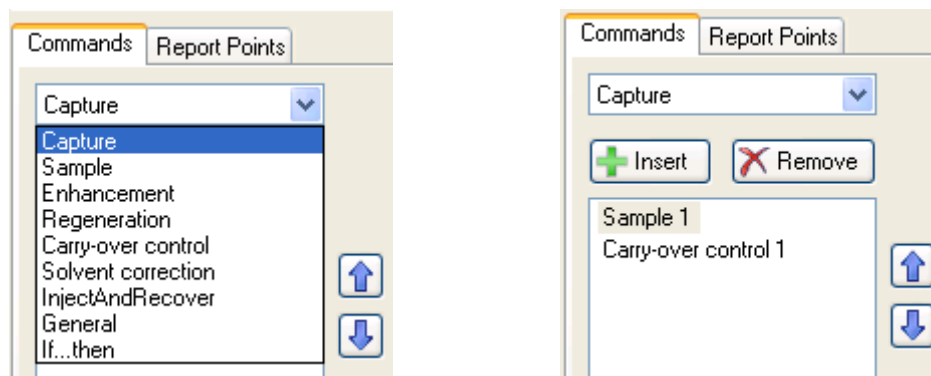 Commands Report Points
Capture
Capture
Sample
Enhancement
Regeneration
Carry-over control
Solvent correction
InjectAndRecover
General
If...then
Commands Report Points
Capture
Insert Remove
Sample 1
Carry-over control 1